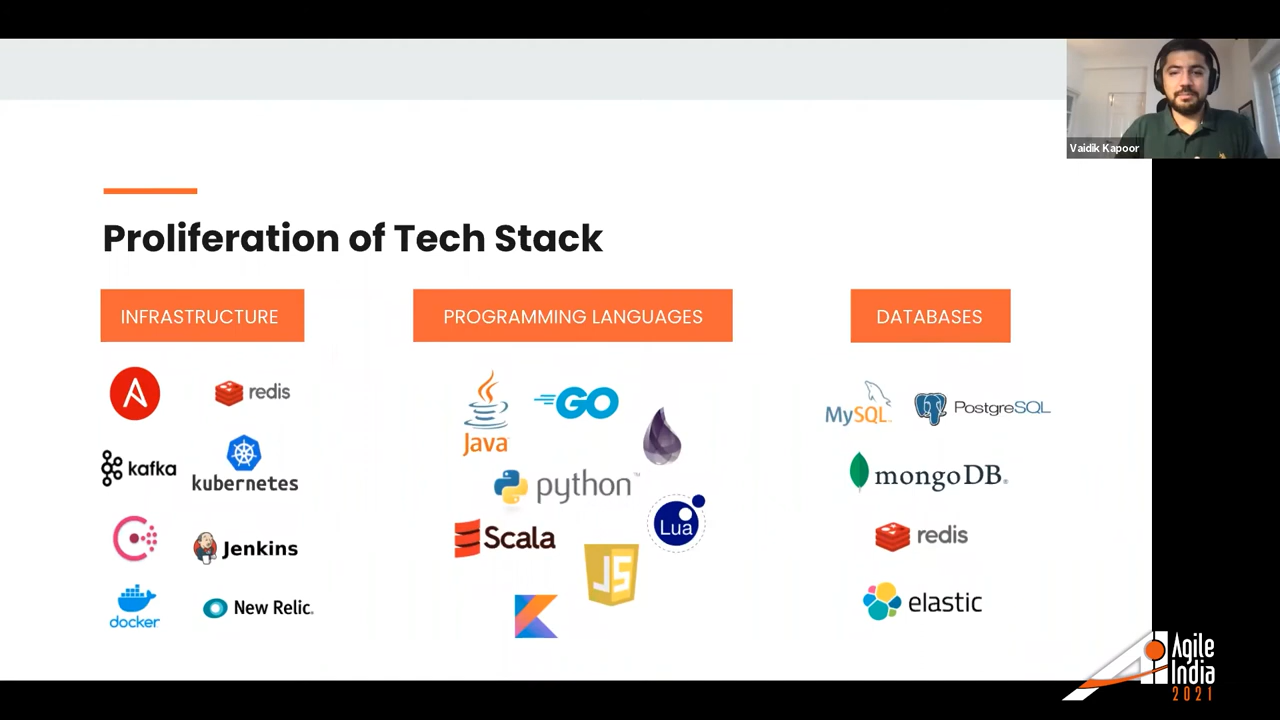 Vaidik Kapoor
Proliferation of Tech Stack
INFRASTRUCTURE
PROGRAMMING LANGUAGES
DATABASES
redis
kafka
kubernetes
Jenkins
docker
New Relic®
Java
GO
python™
Scala
Lua
JS
MySQL
PostgreSQL
mongoDB®
redis
elastic
Agile
India
2021